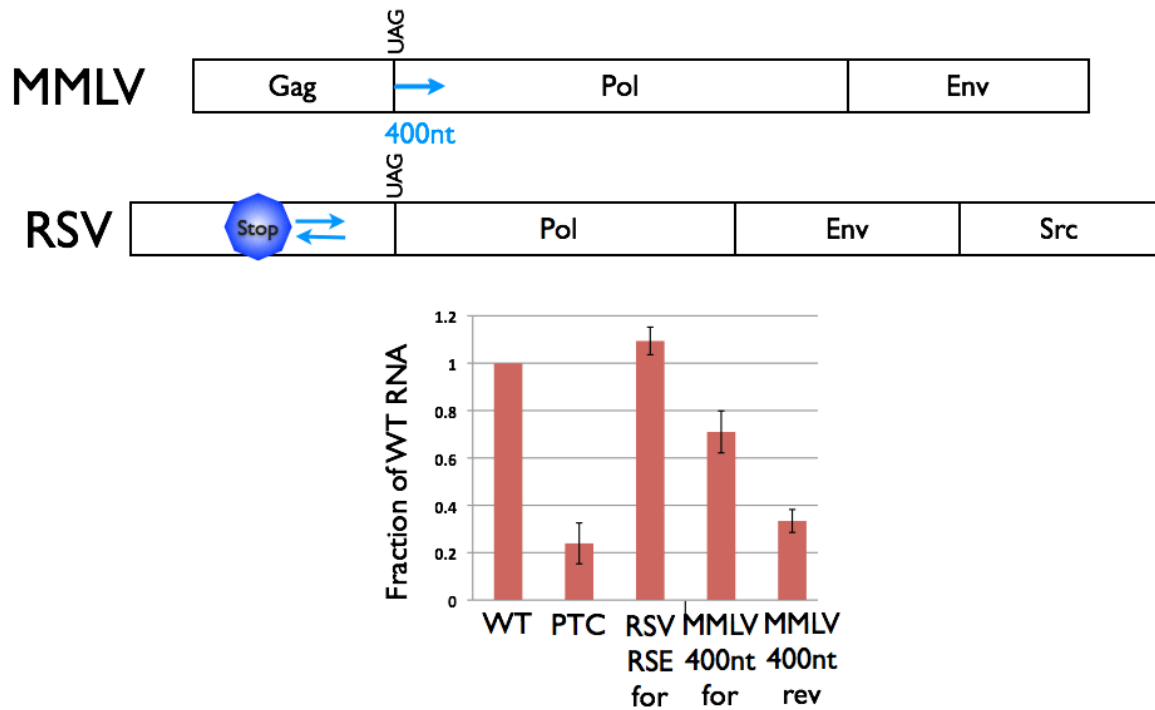 UAG
MMLV Gag Pol Env
400nt
UAG
RSV Stop Pol Env Src
Fraction of WT RNA
1.2
1
0.8
0.6
0.4
0.2
0
WT PTC RSV MMLV MMLV
RSE 400nt 400nt
for for rev